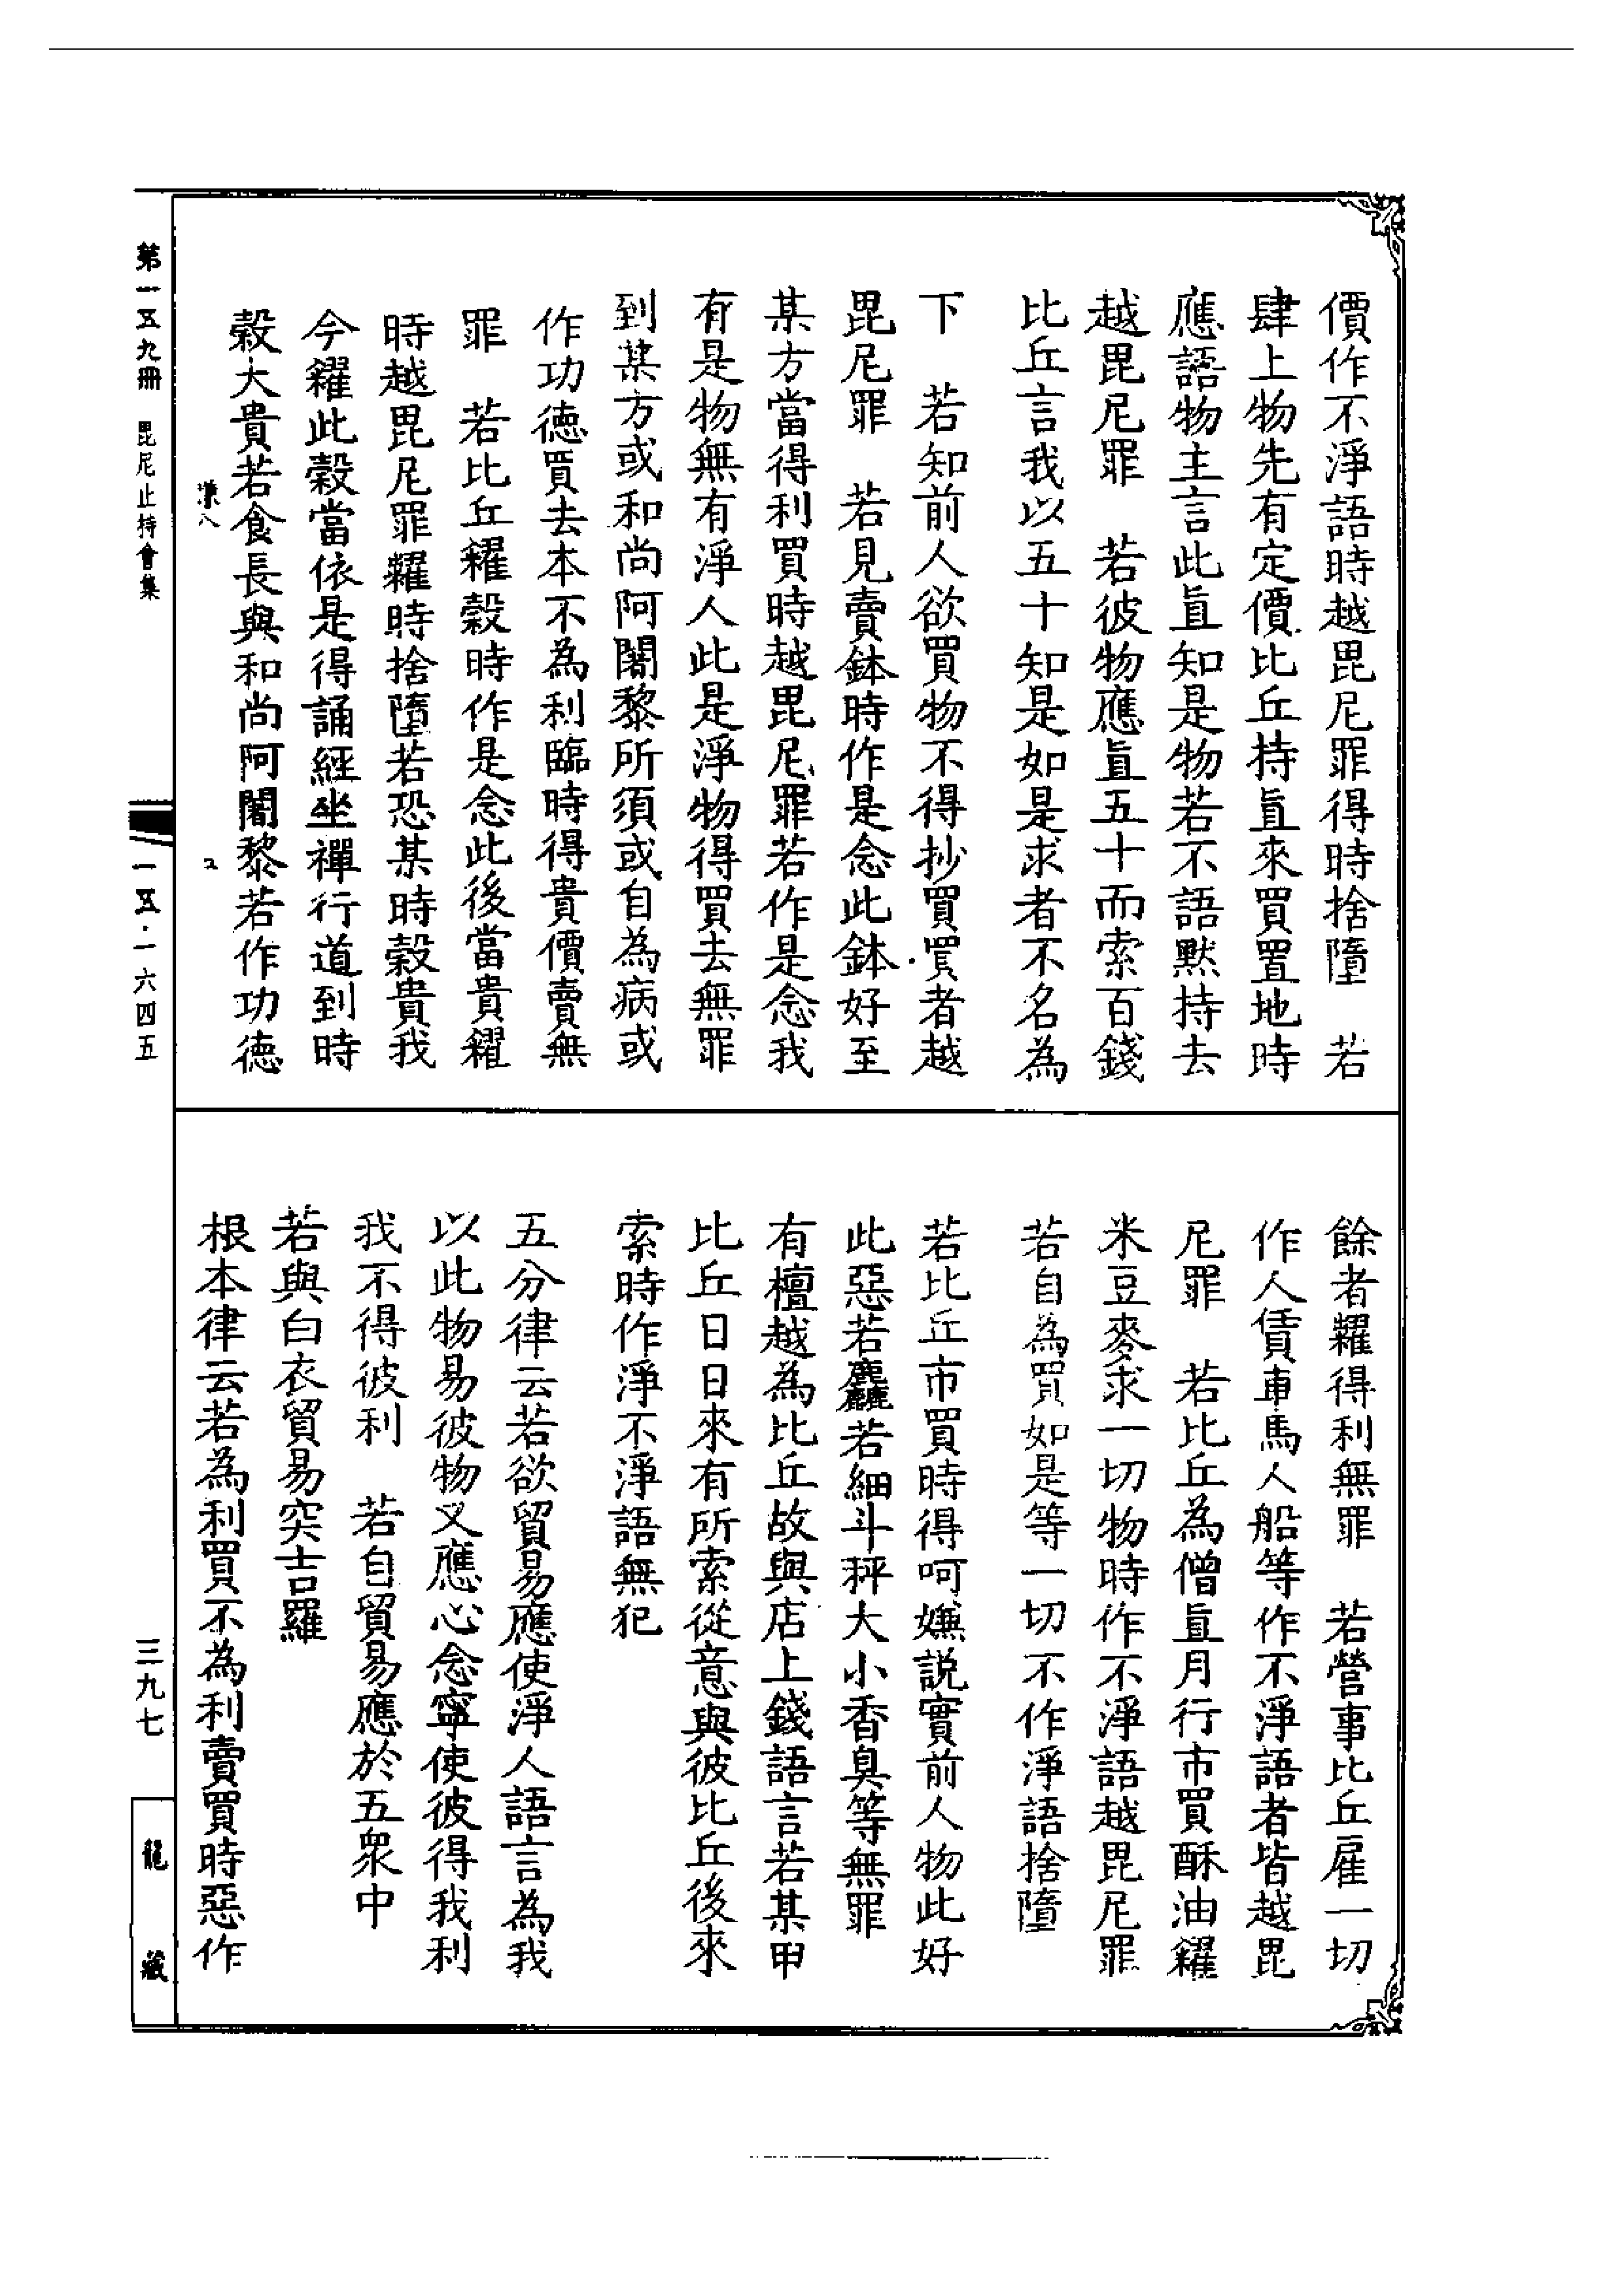 價作不淨語時越毘尼罪得時捨墮　若
肆上物先有定價比丘持直來買置地時
應語物主言此直知是物若不語默持去
越毘尼罪　若彼物應直五十而索百錢
比丘言我以五十知是如是求者不名為
下　若知前人欲買物不得抄買買者越
毘尼罪　若見賣鉢時作是念此鉢好至
某方當得利買時越毘尼罪若作是念我
有是物無有淨人此是淨物得買去無罪
到某方或和尚阿闍黎所須或自為病或
作功德買去本不為利臨時得貴價賣無
罪　若比丘糴穀時作是念此後當貴糴
時越毘尼罪糶時捨墮若恐某時穀貴我
今糴此穀當依是得誦經坐禪行道到時
穀大貴若食長與和尚阿闍黎若作功德
餘者糶得利無罪　若營事比丘雇一切
作人賃車馬人船等作不淨語者皆越毘
尼罪　若比丘為僧直月行市買酥油糴
米豆麥求一切物時作不淨語越毘尼罪
若自為買如是等一切不作淨語捨墮
若比丘市買時得呵嫌說實前人物此好
此惡若麤若細斗秤大小香臭等無罪
有檀越為比丘故與店上錢語言若某甲
比丘日日來有所索從意與彼比丘後來
索時作淨不淨語無犯
五分律云若欲貿易應使淨人語言為我
以此物易彼物又應心念寧使彼得我利
我不得彼利　若自貿易應於五眾中
若與白衣貿易突吉羅
根本律云若為利買不為利賣買時惡作
第一五九冊　毘尼止持會集
一五·一六四五
三九七
龍藏